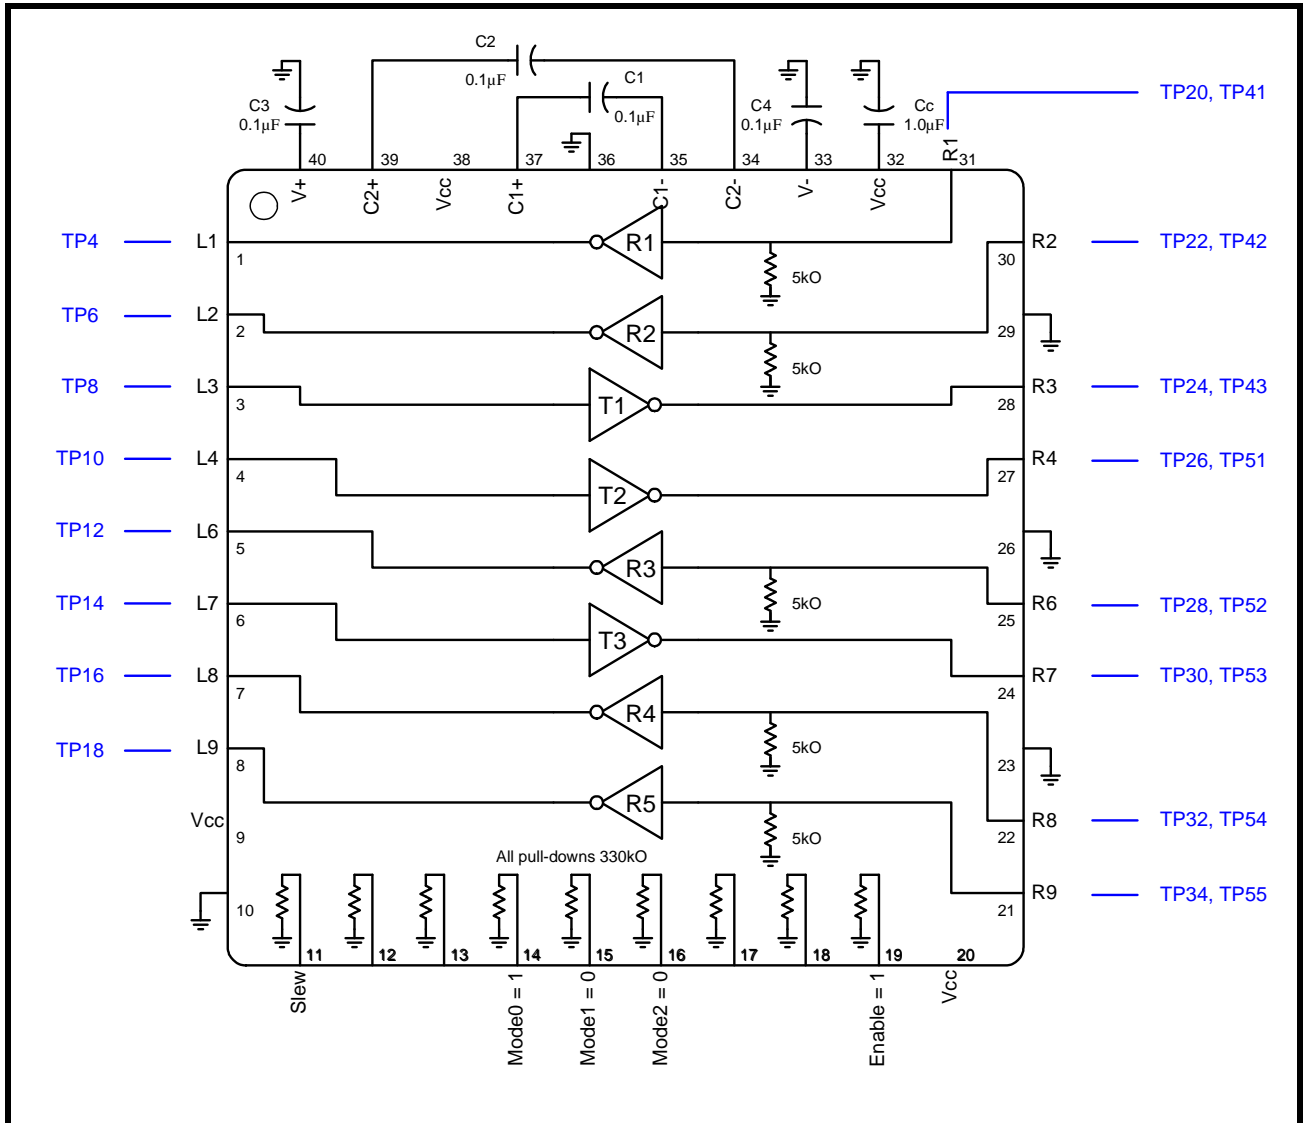 C2
0.1µF
C1
0.1µF
C3
0.1µF
C4
0.1µF
Cc
1.0µF
TP20, TP41
R1
40
39
38
37
36
35
34
33
32
31
V+
C2+
Vcc
C1+
C1-
C2-
V-
Vcc
TP4
L1
1
R1
5kO
R2
30
TP22, TP42
TP6
L2
2
R2
5kO
29
TP8
L3
3
T1
R3
28
TP24, TP43
TP10
L4
4
T2
R4
27
TP26, TP51
TP12
L6
5
R3
5kO
26
TP14
L7
6
T3
R6
25
TP28, TP52
TP16
L8
7
R4
5kO
R7
24
TP30, TP53
TP18
L9
8
R5
5kO
23
Vcc
9
R8
22
TP32, TP54
All pull-downs 330kO
10
R9
21
TP34, TP55
11
12
13
14
15
16
17
18
19
20
Slew
Mode0 = 1
Mode1 = 0
Mode2 = 0
Enable = 1
Vcc